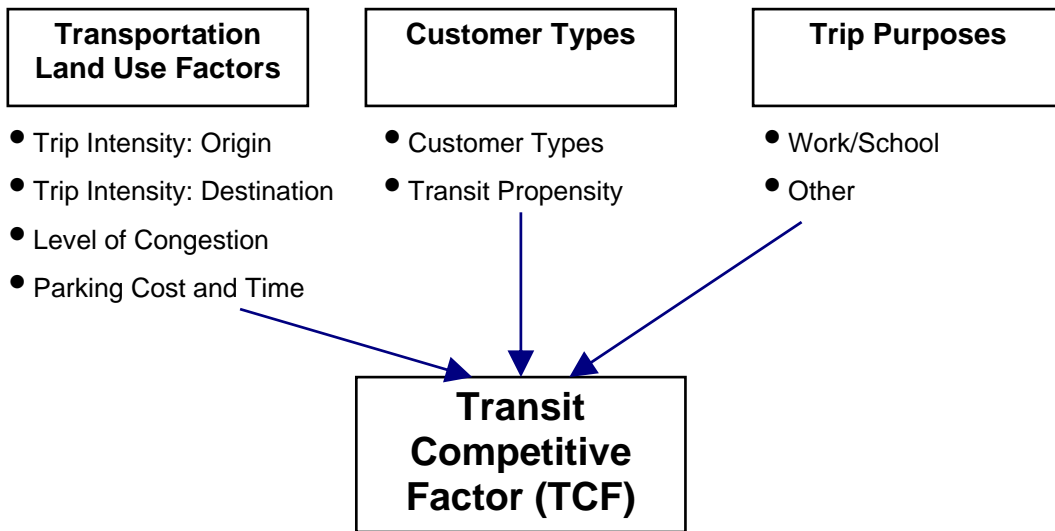 Transportation
Land Use Factors
• Trip Intensity: Origin
• Trip Intensity: Destination
• Level of Congestion
• Parking Cost and Time
Customer Types
• Customer Types
• Transit Propensity
Trip Purposes
• Work/School
• Other
Transit
Competitive
Factor (TCF)